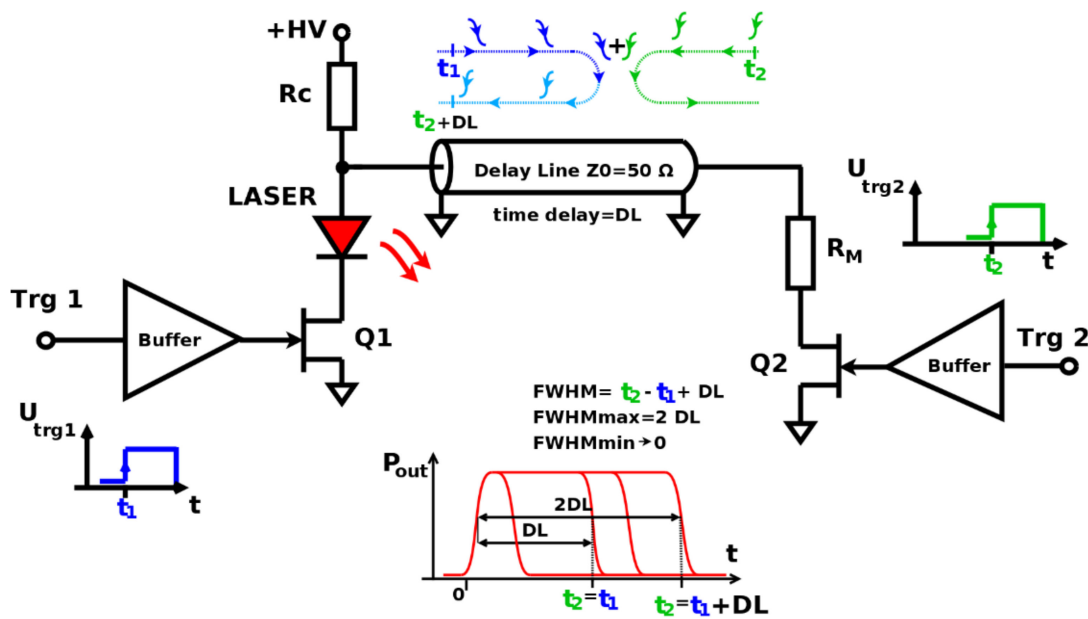 +HV
Rc
+
t1
t2
t2+DL
LASER
Delay Line Z0=50 Ω
time delay=DL
Utrg2
t2
t
RM
Trg 1
Buffer
Q1
Q2
Buffer
Trg 2
Utrg1
t1
t
FWHM= t2-t1+ DL
FWHMmax=2 DL
FWHMmin→0
Pout
2DL
DL
t
0
t2=t1
t2=t1+DL